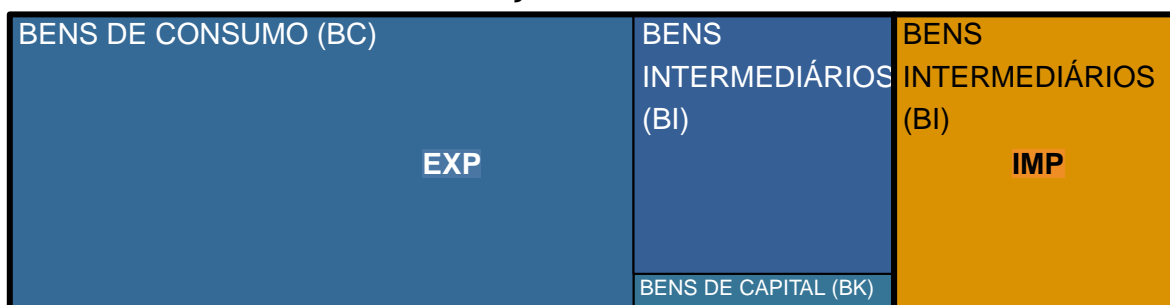 BENS DE CONSUMO (BC)
EXP
BENS
INTERMEDIÁRIOS
(BI)
BENS DE CAPITAL (BK)
BENS
INTERMEDIÁRIOS
(BI)
IMP